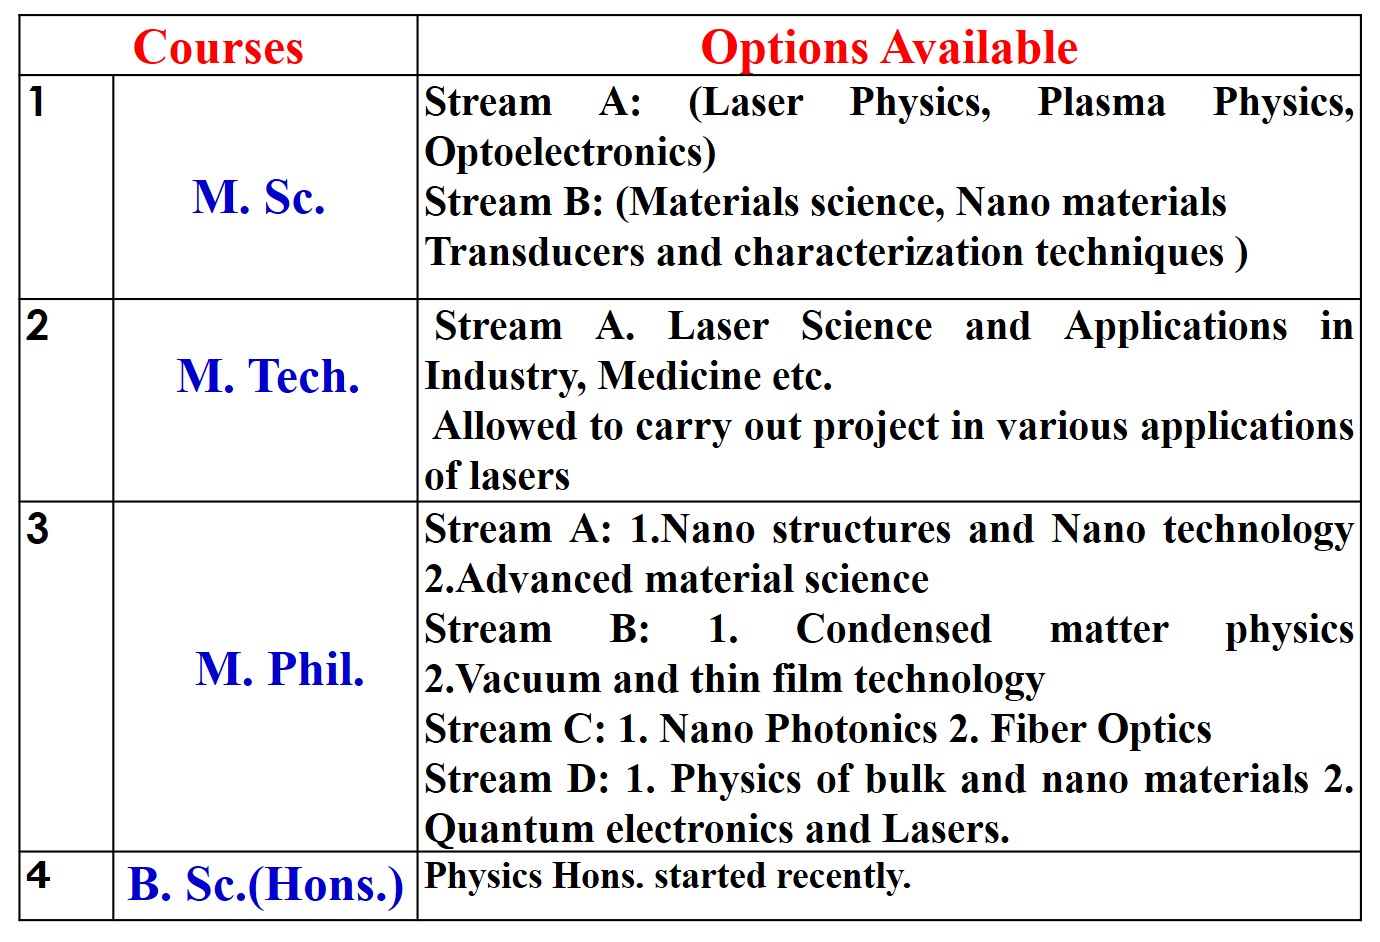 Courses
Options Available
1
M. Sc.
Stream A: (Laser Physics, Plasma Physics,
Optoelectronics)
Stream B: (Materials science, Nano materials
Transducers and characterization techniques )
2
M. Tech.
Stream A. Laser Science and Applications in
Industry, Medicine etc.
Allowed to carry out project in various applications
of lasers
3
M. Phil.
Stream A: 1.Nano structures and Nano technology
2.Advanced material science
Stream B: 1. Condensed matter physics
2.Vacuum and thin film technology
Stream C: 1. Nano Photonics 2. Fiber Optics
Stream D: 1. Physics of bulk and nano materials 2.
Quantum electronics and Lasers.
4
B. Sc.(Hons.)
Physics Hons. started recently.